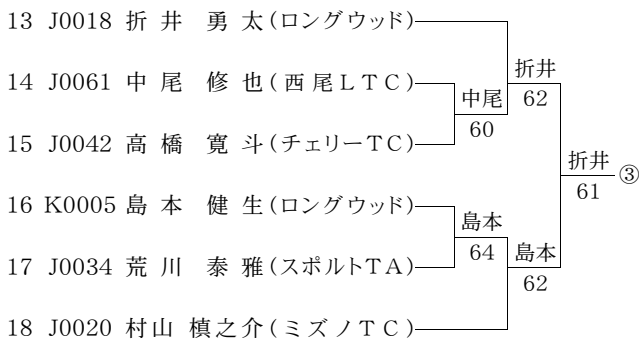 13 J0018 折井 勇太(ロングウッド)
折井
14 J0061 中尾 修也(西尾LTC)
62
中尾
60
15 J0042 高橋 寛斗(チェリーTC)
折井
③
61
16 K0005 島本 健生(ロングウッド)
島本
64
島本
17 J0034 荒川 泰雅(スポルトTA)
62
18 J0020 村山 槙之介(ミズノTC)